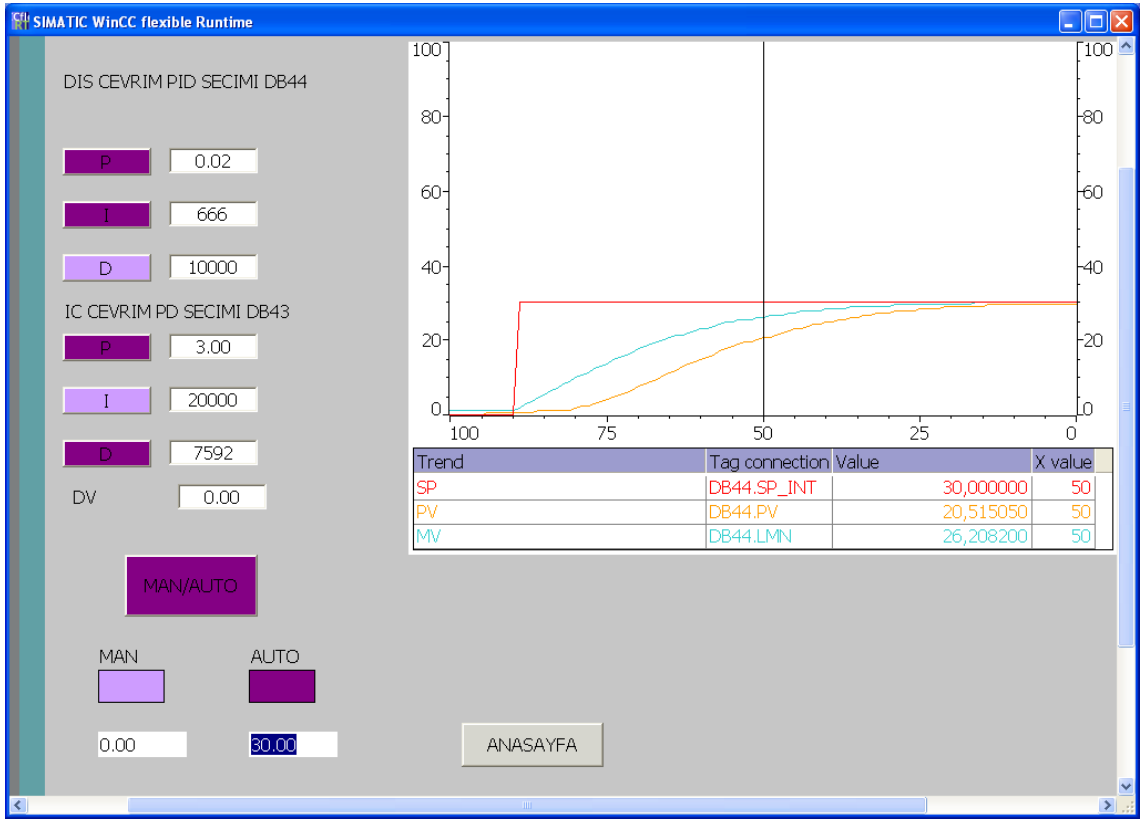 SIMATIC WinCC flexible Runtime
DIS CEVRIM PID SECIMI DB44
P 0.02
I 666
D 10000
IC CEVRIM PD SECIMI DB43
P 3.00
I 20000
D 7592
DV 0.00
MAN/AUTO
MAN AUTO
0.00 30.00
100 100
80 80
60 60
40 40
20 20
0 0
100 75 50 25 0
Trend Tag connection Value X value
SP DB44.SP_INT 30,000000 50
PV DB44.PV 20,515050 50
MV DB44.LMN 26,208200 50
ANASAYFA